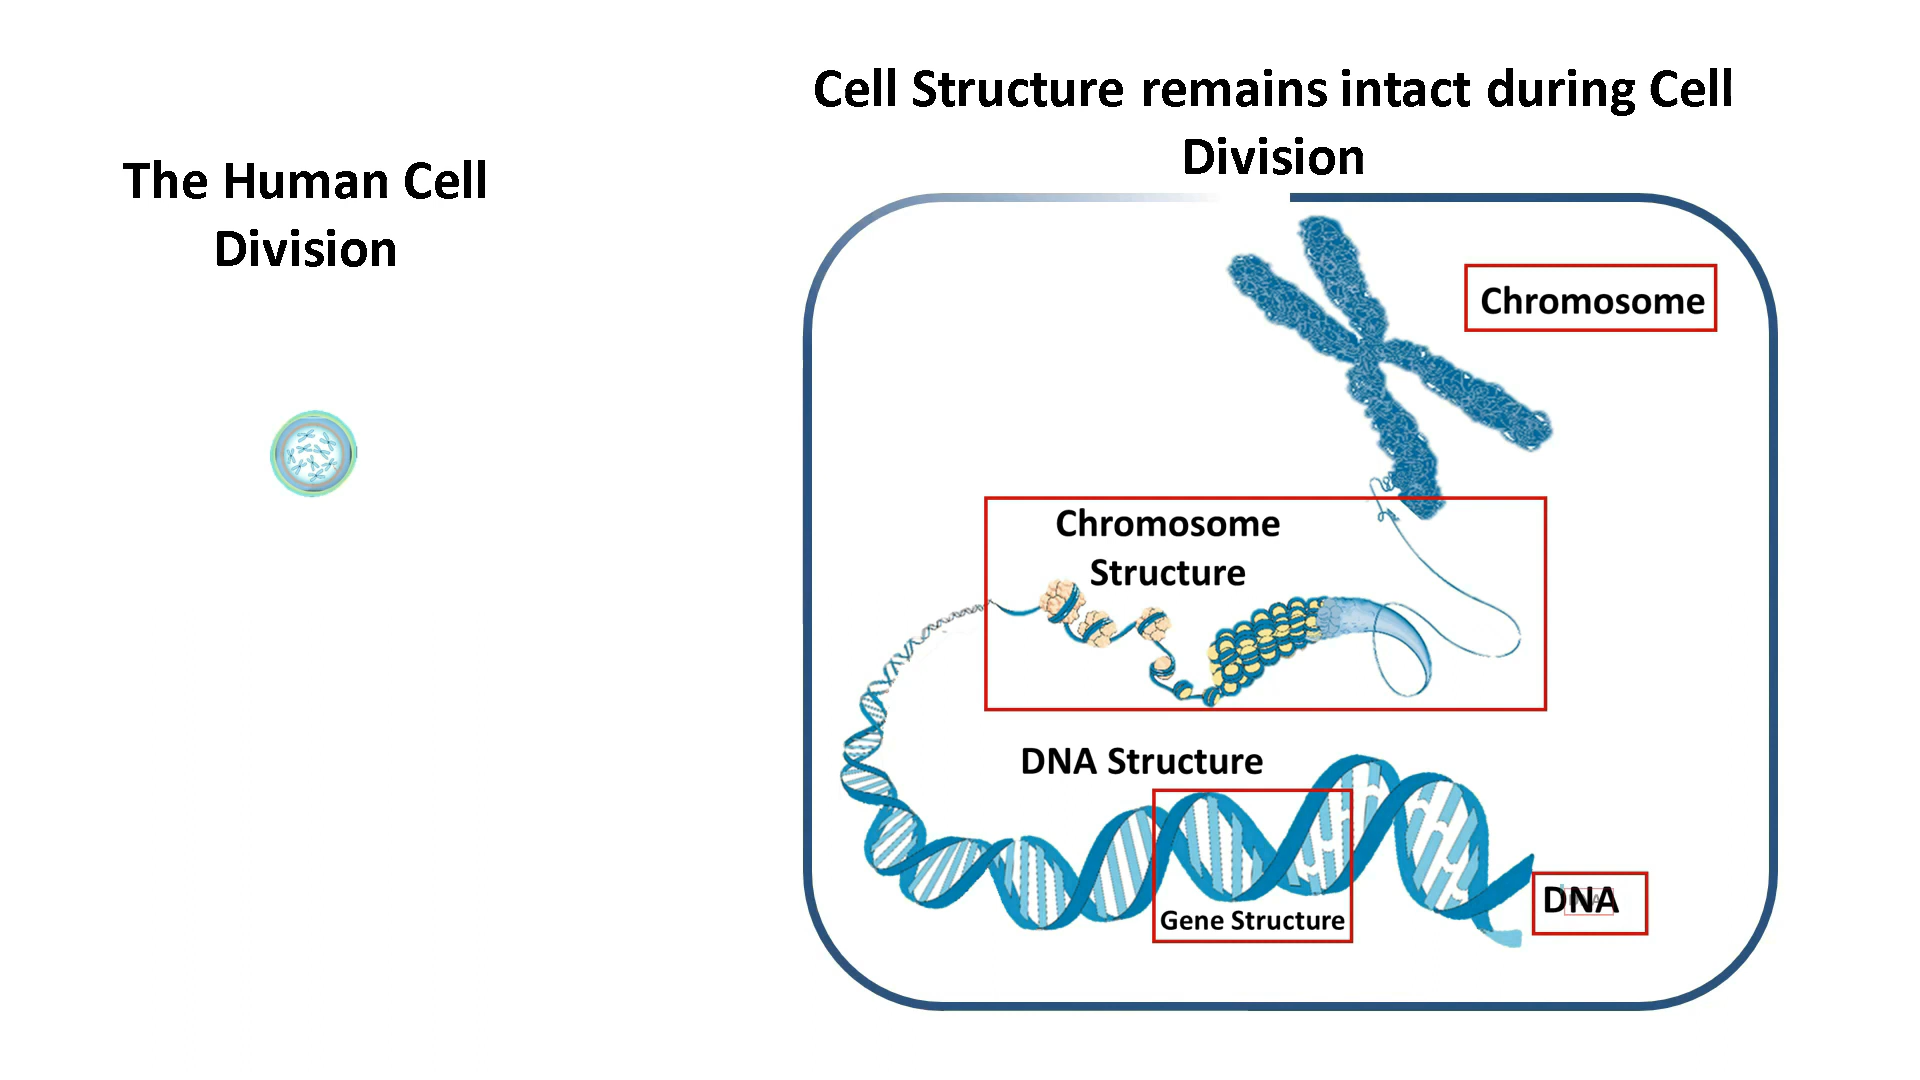 The Human Cell
Division
Cell Structure remains intact during Cell
Division
Chromosome
Chromosome
Structure
DNA Structure
Gene Structure
DNA